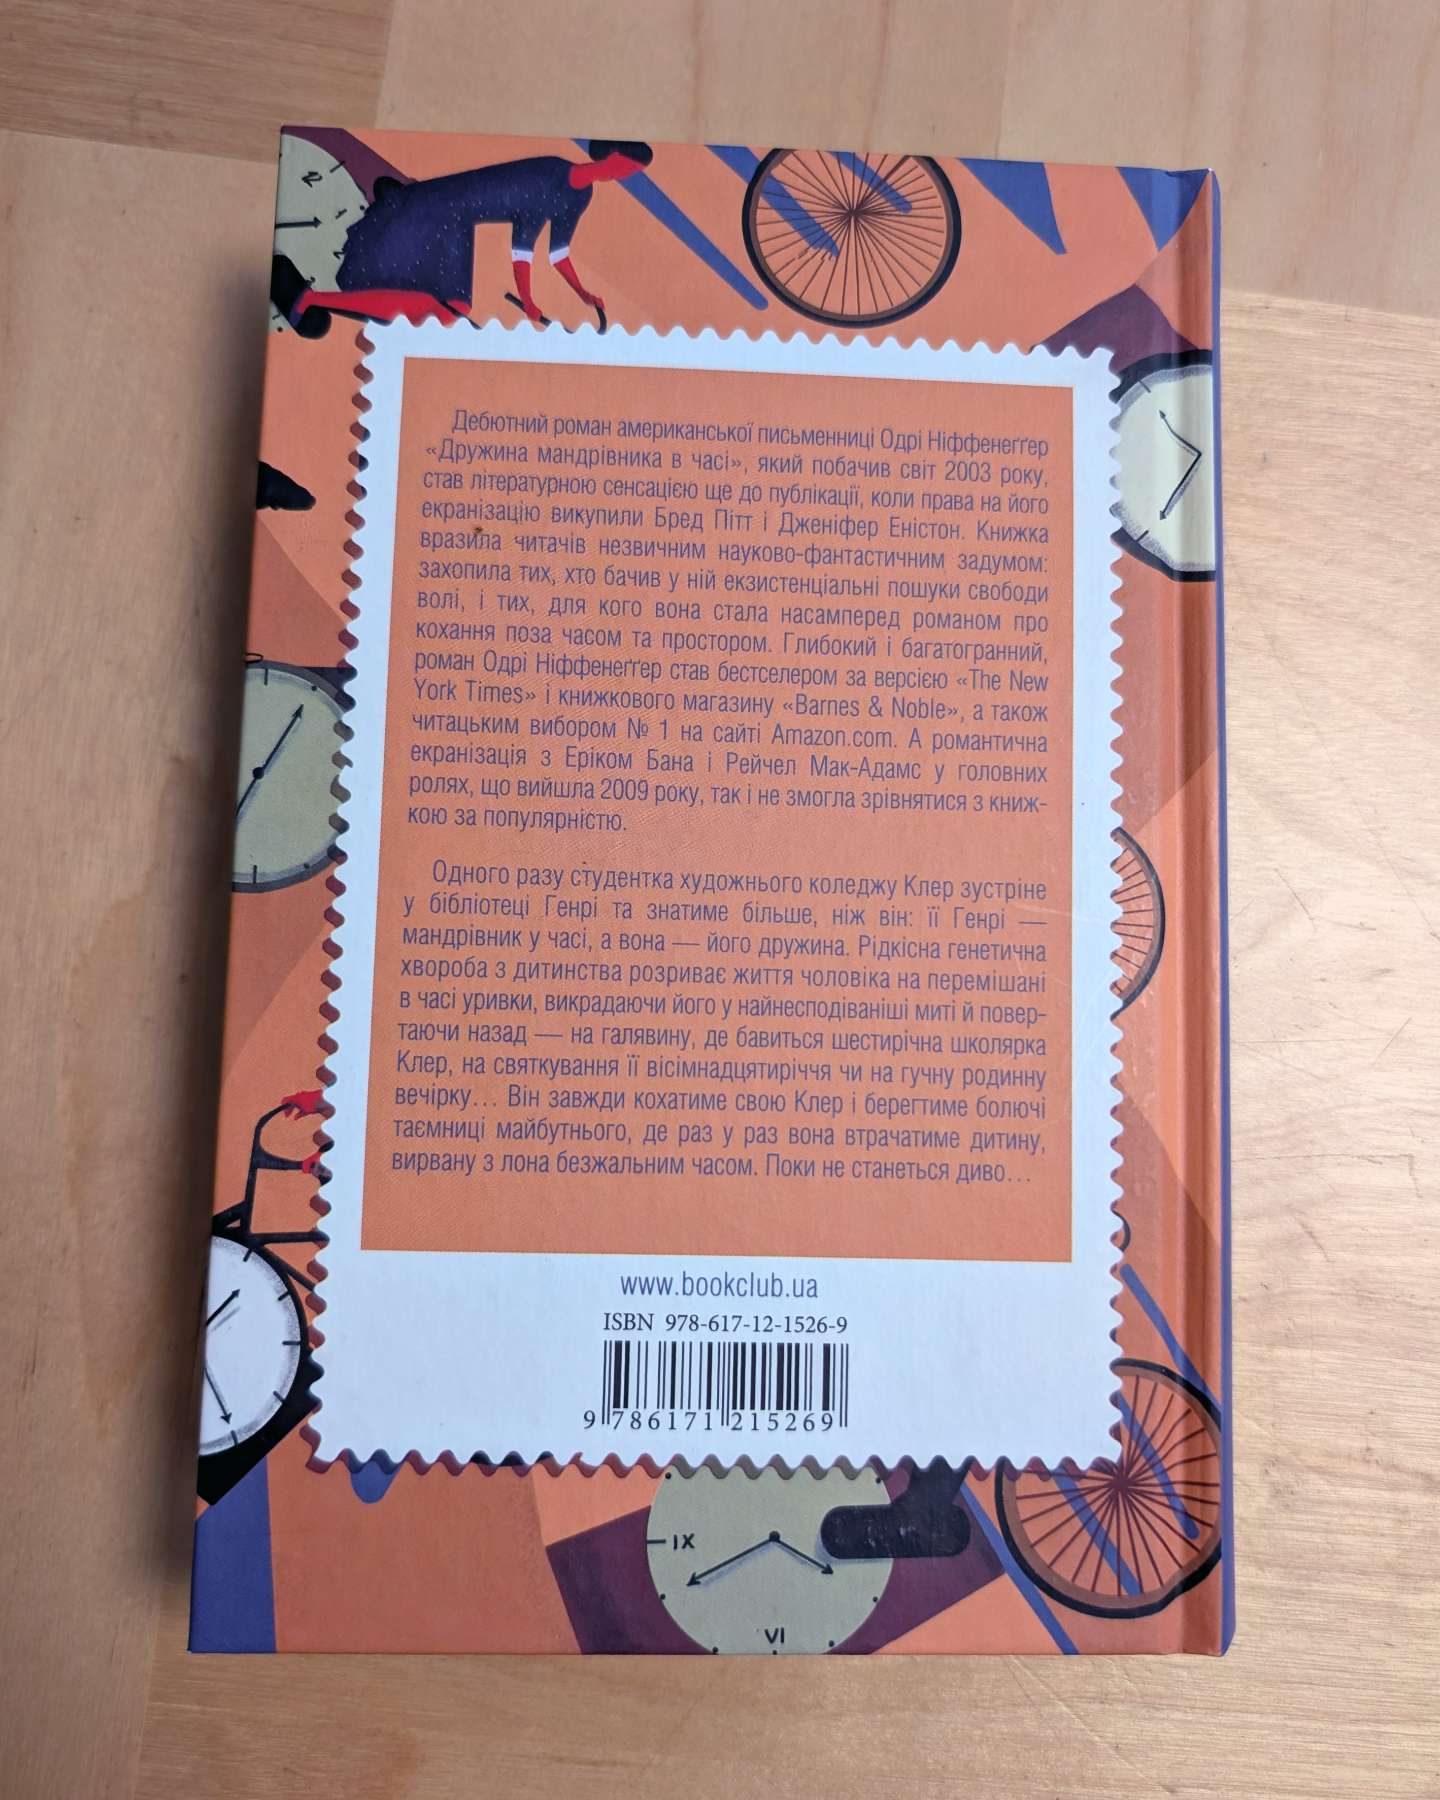 12
Дебютний роман американської письменниці Одрі Ніффенеґґер
«Дружина мандрівника в часі», який побачив світ 2003 року,
став літературною сенсацією ще до публікації, коли права на його
екранізацію викупили Бред Пітт і Дженіфер Еністон. Книжка
вразила читачів незвичним науково-фантастичним задумом:
захопила тих, хто бачив у ній екзистенціальні пошуки свободи
волі, і тих, для кого вона стала насамперед романом про
кохання поза часом та простором. Глибокий і багатогранний,
роман Одрі Ніффенеґґер став бестселером за версією «The New
York Times» і книжкового магазину «Barnes & Noble», а також
читацьким вибором № 1 на сайті Amazon.com. А романтична
екранізація з Еріком Бана і Рейчел Мак-Адамс у головних
ролях, що вийшла 2009 року, так і не змогла зрівнятися з книж-
кою за популярністю.
Одного разу студентка художнього коледжу Клер зустріне
у бібліотеці Генрі та знатиме більше, ніж він: її Генрі —
мандрівник у часі, а вона — його дружина. Рідкісна генетична
хвороба з дитинства розриває життя чоловіка на перемішані
в часі уривки, викрадаючи його у найнесподіваніші миті й повер-
таючи назад — на галявину, де бавиться шестирічна школярка
Клер, на святкування її вісімнадцятиріччя чи на гучну родинну
вечірку… Він завжди кохатиме свою Клер і берегтиме болючі
таємниці майбутнього, де раз у раз вона втрачатиме дитину,
вирвану з лона безжальним часом. Поки не станеться диво…
www.bookclub.ua
ISBN 978-617-12-1526-9
9 786171 215269
IX
VI